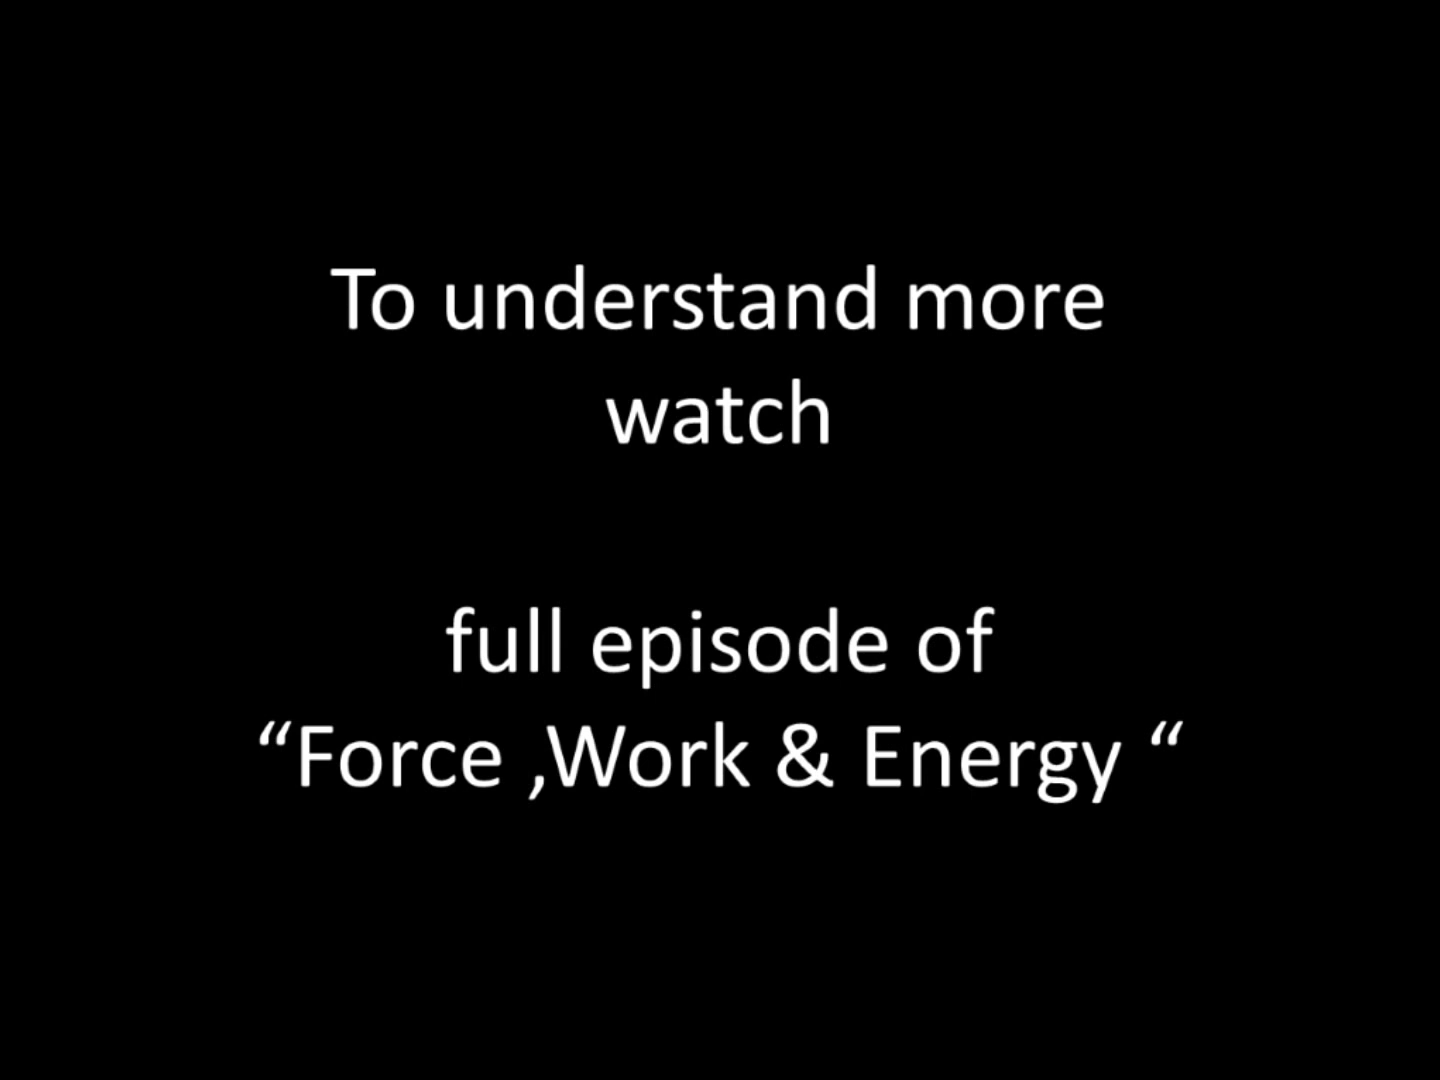 To understand more
watch
full episode of
“Force ,Work & Energy “